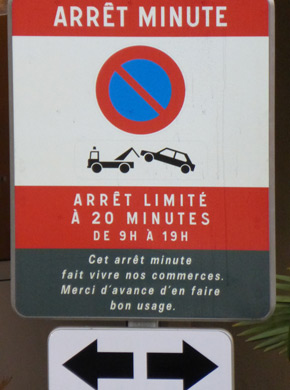 ARRÊT MINUTE
ARRÊT LIMITÉ
À 20 MINUTES
DE 9H À 19H
Cet arrêt minute
fait vivre nos commerces.
Merci d'avance d'en faire
bon usage.